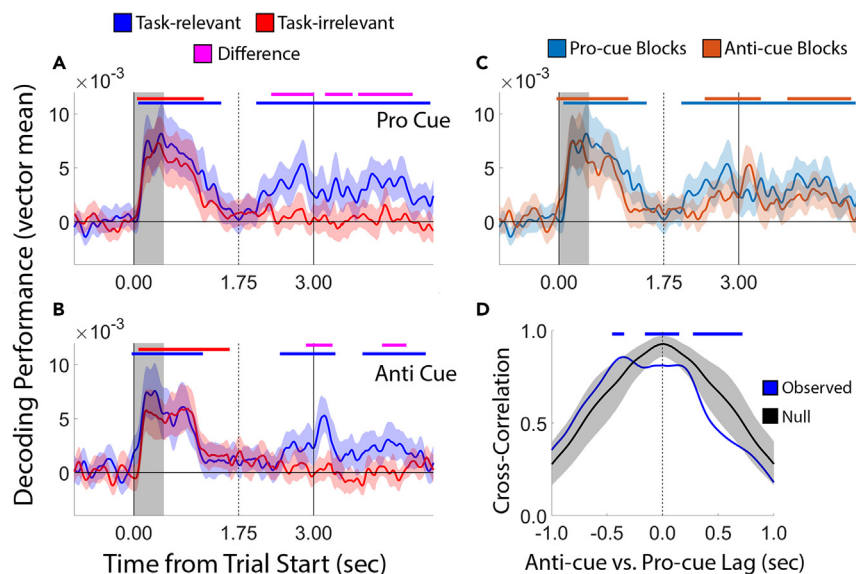 Task-relevant Task-irrelevant
Difference
Pro-cue Blocks Anti-cue Blocks
A
×10⁻³
Pro Cue
10
5
0
0.00 1.75 3.00
C
×10⁻³
10
5
0
0.00 1.75 3.00
B
×10⁻³
Anti Cue
10
5
0
0.00 1.75 3.00
Decoding Performance (vector mean)
Time from Trial Start (sec)
D
1.0
0.5
0
Cross-Correlation
Observed
Null
-1.0 -0.5 0.0 0.5 1.0
Anti-cue vs. Pro-cue Lag (sec)